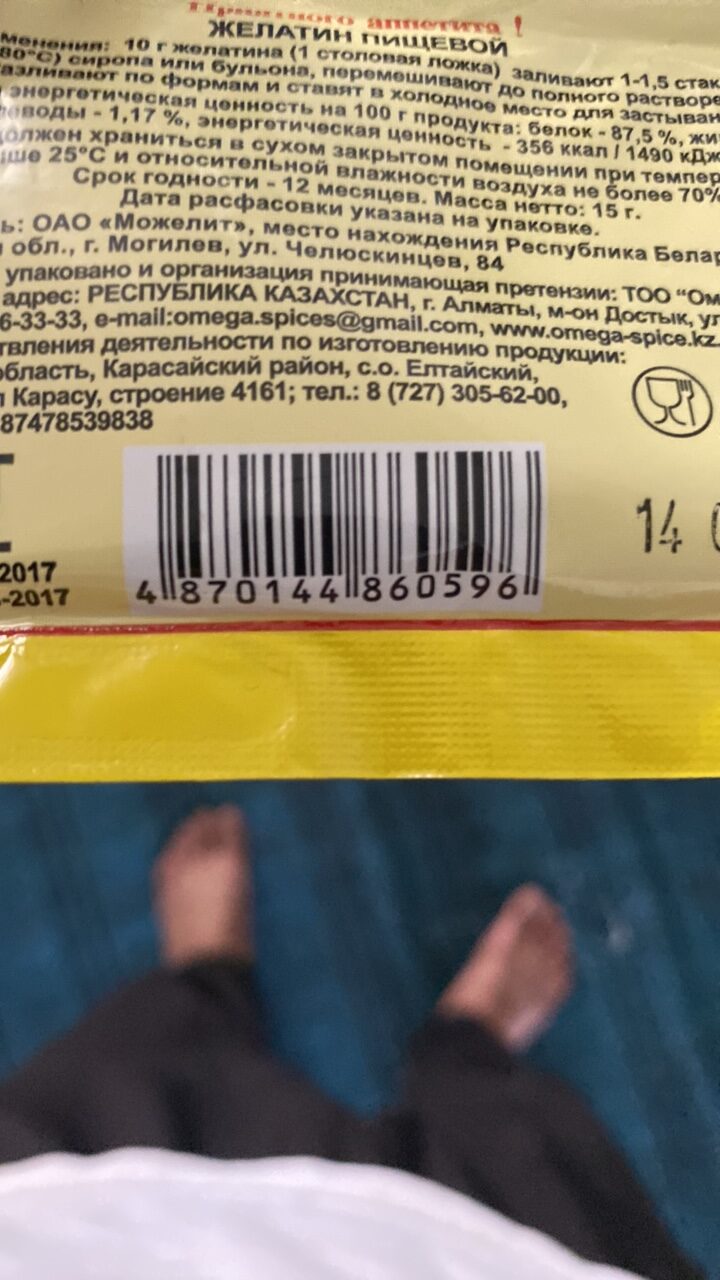 Приятного аппетита !
ЖЕЛАТИН ПИЩЕВОЙ
менения: 10 г желатина (1 столовая ложка) заливают 1-1,5 стак
80°С) сиропа или бульона, перемешивают до полного растворе
азливают по формам и ставят в холодное место для застыван
энергетическая ценность на 100 г продукта: белок - 87,5 %, жи
еводы - 1,17 %, энергетическая ценность - 356 ккал / 1490 кДж
олжен храниться в сухом закрытом помещении при темпер
ше 25°С и относительной влажности воздуха не более 70%
Срок годности - 12 месяцев. Масса нетто: 15 г.
Дата расфасовки указана на упаковке.
ь: ОАО «Можелит», место нахождения Республика Белар
обл., г. Могилев, ул. Челюскинцев, 84
упаковано и организация принимающая претензии: ТОО “Ом
адрес: РЕСПУБЛИКА КАЗАХСТАН, г. Алматы, м-он Достык, ул
6-33-33, e-mail:omega.spices@gmail.com, www.omega-spice.kz
твления деятельности по изготовлению продукции:
область, Карасайский район, с.о. Елтайский,
Карасу, строение 4161; тел.: 8 (727) 305-62-00,
87478539838
14
2017
-2017
4 870144 860596